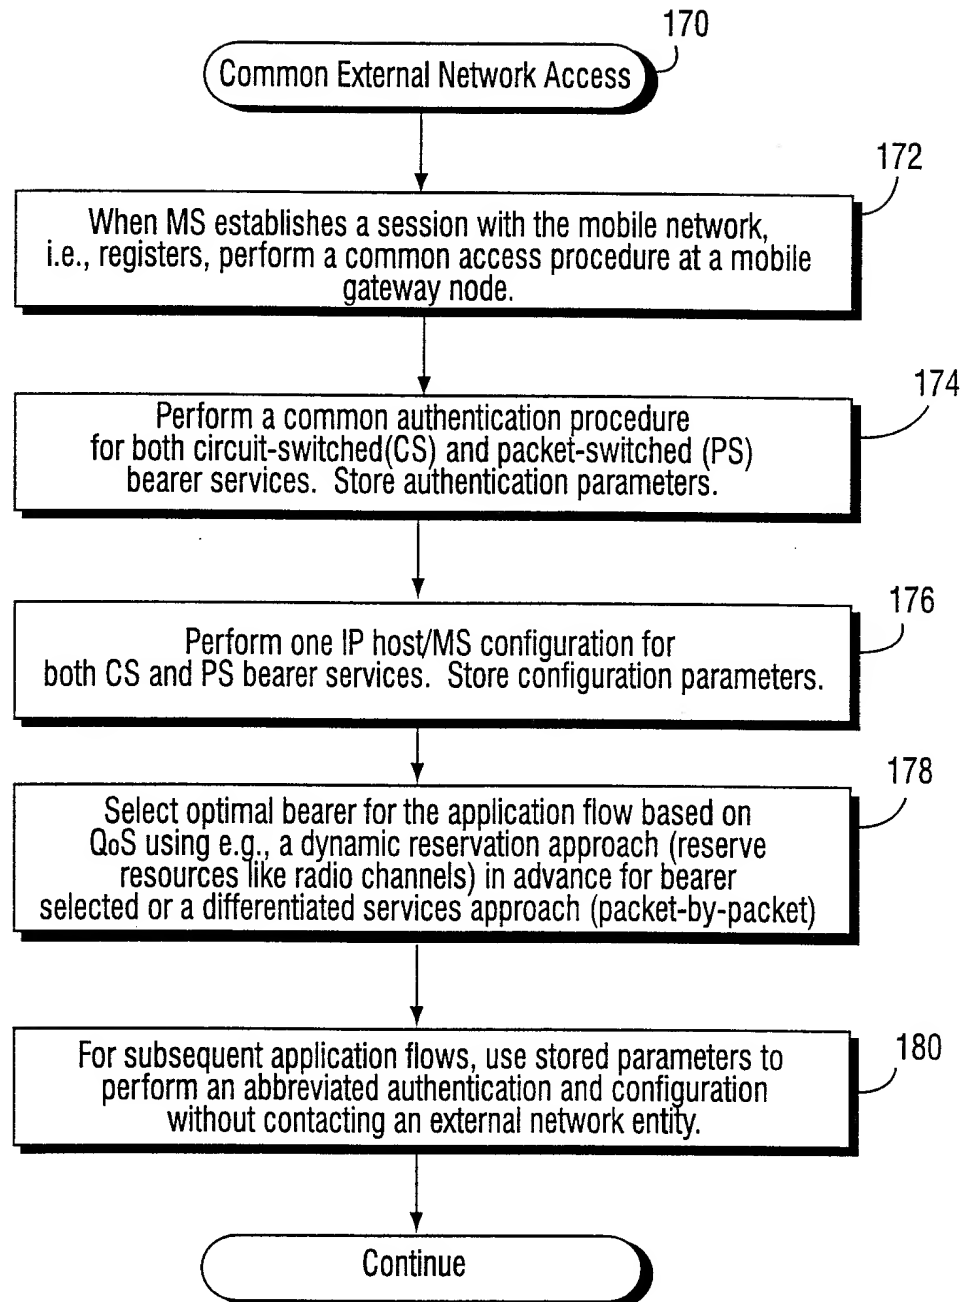 170
Common External Network Access
172
When MS establishes a session with the mobile network,
i.e., registers, perform a common access procedure at a mobile
gateway node.
174
Perform a common authentication procedure
for both circuit-switched(CS) and packet-switched (PS)
bearer services. Store authentication parameters.
176
Perform one IP host/MS configuration for
both CS and PS bearer services. Store configuration parameters.
178
Select optimal bearer for the application flow based on
QoS using e.g., a dynamic reservation approach (reserve
resources like radio channels) in advance for bearer
selected or a differentiated services approach (packet-by-packet)
180
For subsequent application flows, use stored parameters to
perform an abbreviated authentication and configuration
without contacting an external network entity.
Continue